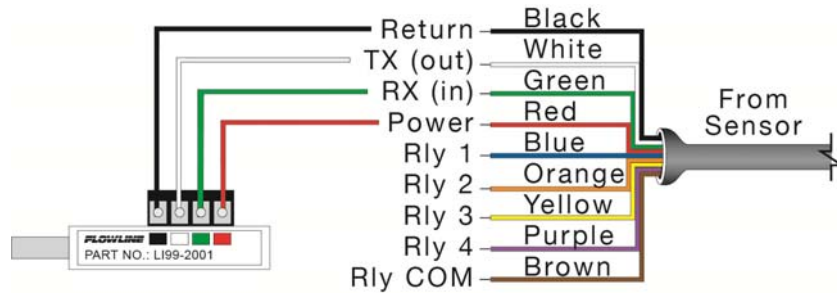 Return Black
TX (out) White
RX (in) Green
Power Red
Rly 1 Blue
Rly 2 Orange
Rly 3 Yellow
Rly 4 Purple
Rly COM Brown
From
Sensor
FLOWLINE
PART NO.: LI99-2001